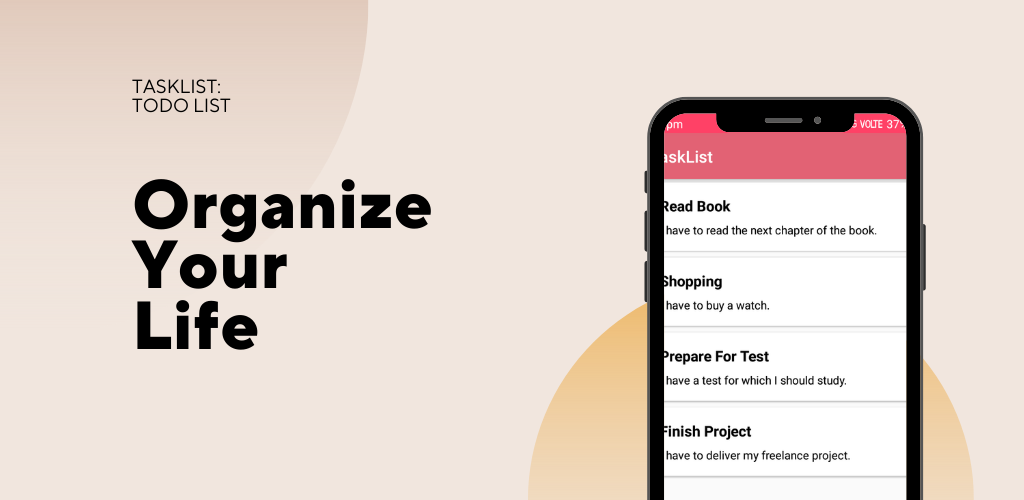 TASKLIST:
TODO LIST
Organize
Your
Life
pm G VOLTE 37%
askList
Read Book
have to read the next chapter of the book.
Shopping
have to buy a watch.
Prepare For Test
have a test for which I should study.
Finish Project
have to deliver my freelance project.